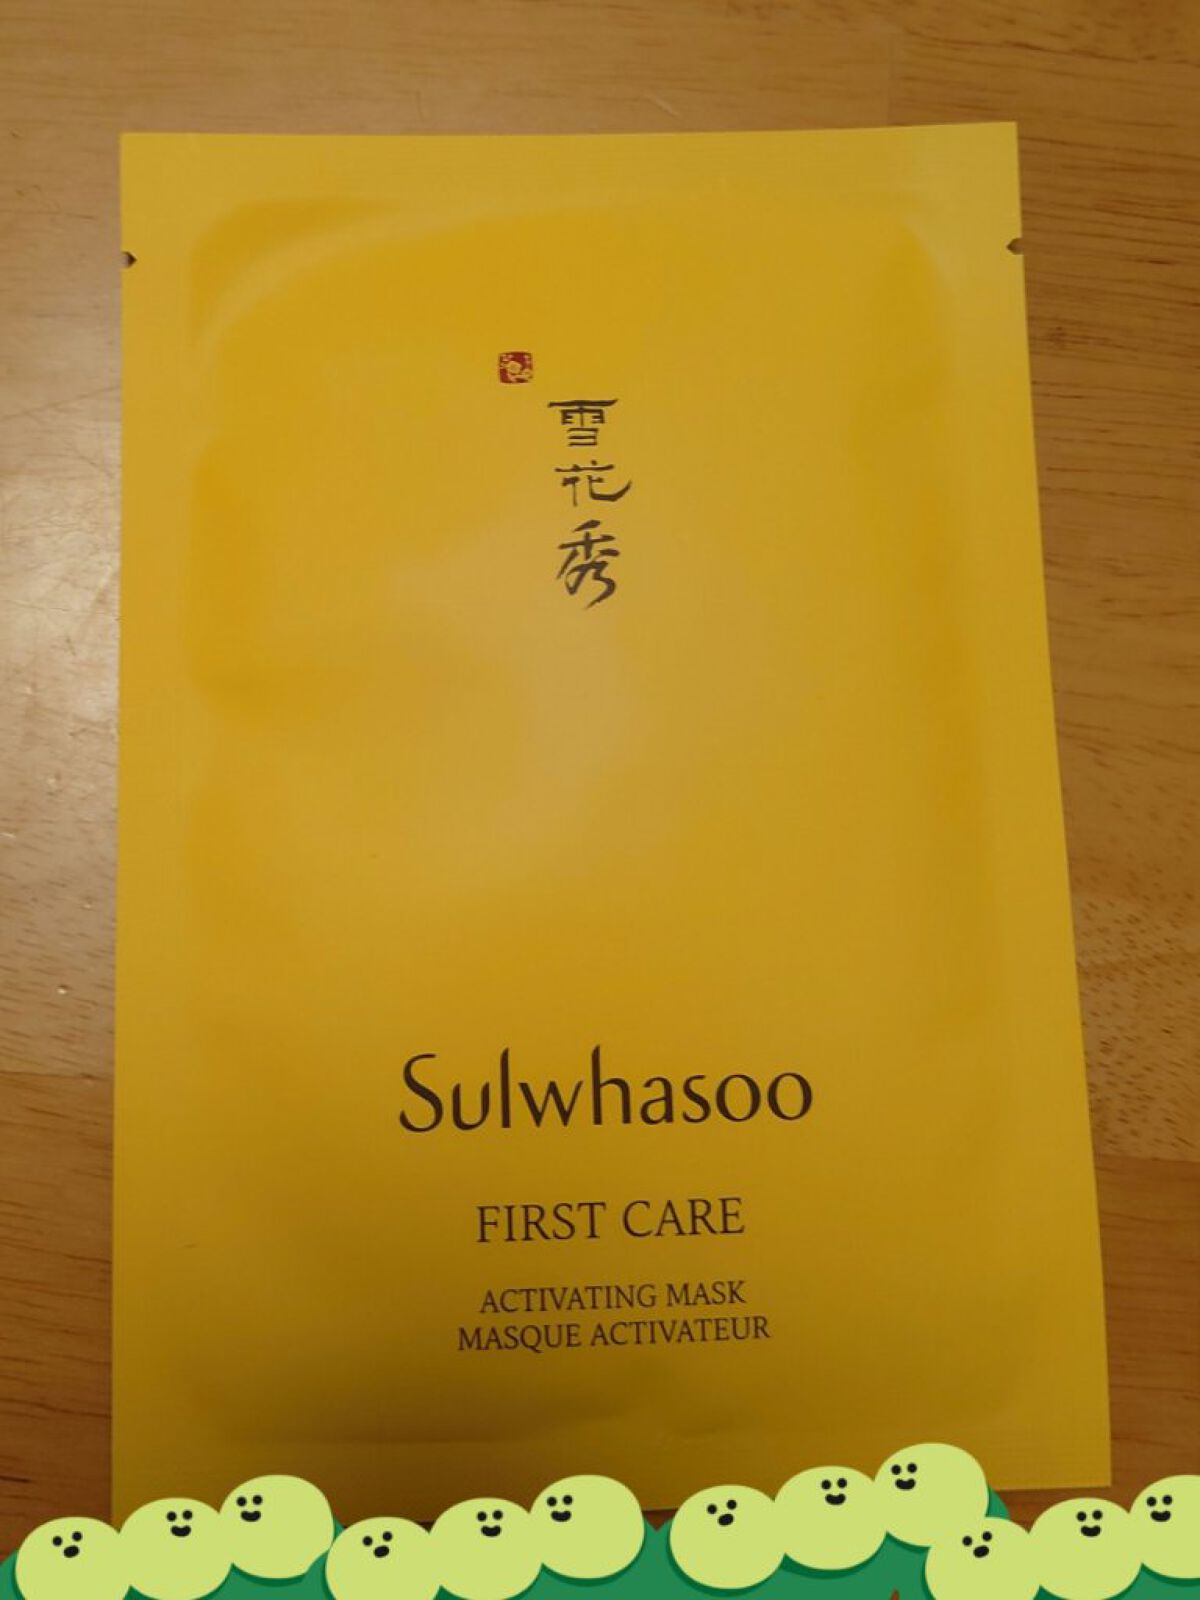 雪花秀
Sulwhasoo
FIRST CARE
ACTIVATING MASK
MASQUE ACTIVATEUR